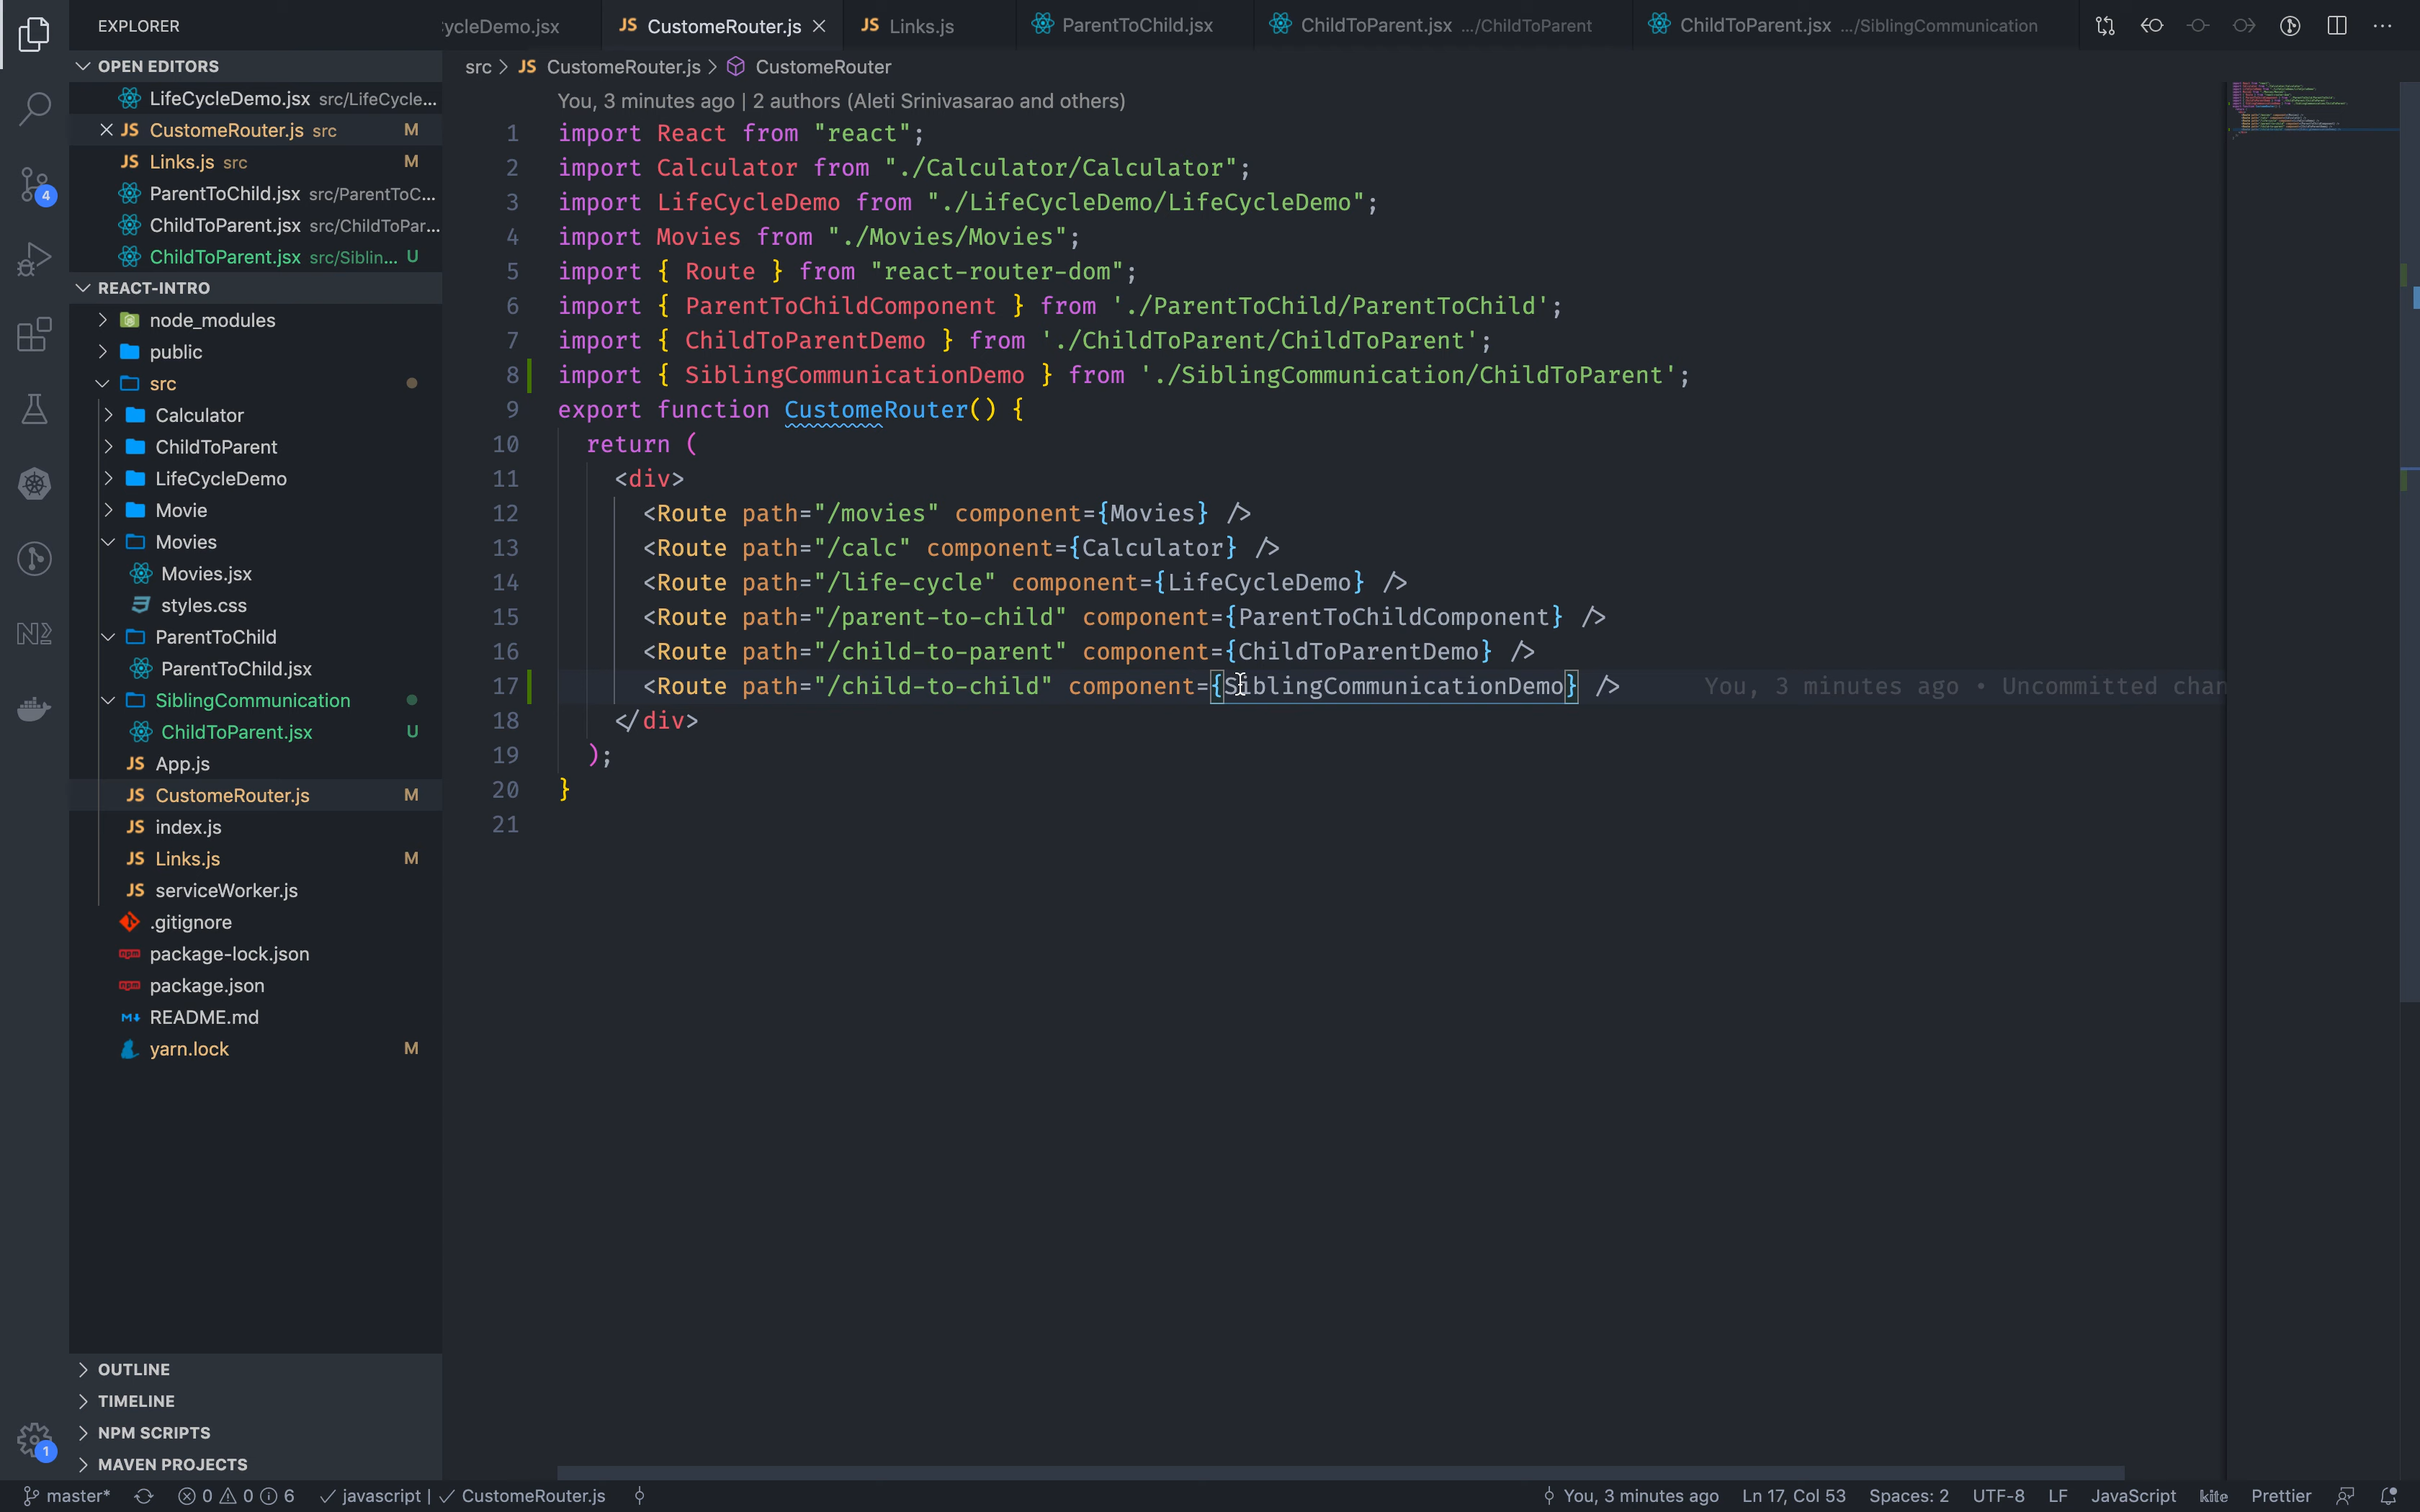 EXPLORER
ycleDemo.jsx
JS CustomeRouter.js
JS Links.js
ParentToChild.jsx
ChildToParent.jsx .../ChildToParent
ChildToParent.jsx .../SiblingCommunication
OPEN EDITORS
LifeCycleDemo.jsx src/LifeCycle...
JS CustomeRouter.js src M
JS Links.js src M
ParentToChild.jsx src/ParentToC...
ChildToParent.jsx src/ChildToPar...
ChildToParent.jsx src/Siblin... U
REACT-INTRO
node_modules
public
src
Calculator
ChildToParent
LifeCycleDemo
Movie
Movies
Movies.jsx
styles.css
ParentToChild
ParentToChild.jsx
SiblingCommunication
ChildToParent.jsx U
JS App.js
JS CustomeRouter.js M
JS index.js
JS Links.js M
JS serviceWorker.js
.gitignore
package-lock.json
package.json
README.md
yarn.lock M
OUTLINE
TIMELINE
NPM SCRIPTS
MAVEN PROJECTS
4
1
src > JS CustomeRouter.js > CustomeRouter
You, 3 minutes ago | 2 authors (Aleti Srinivasarao and others)
1 import React from "react";
2 import Calculator from "./Calculator/Calculator";
3 import LifeCycleDemo from "./LifeCycleDemo/LifeCycleDemo";
4 import Movies from "./Movies/Movies";
5 import { Route } from "react-router-dom";
6 import { ParentToChildComponent } from './ParentToChild/ParentToChild';
7 import { ChildToParentDemo } from './ChildToParent/ChildToParent';
8 import { SiblingCommunicationDemo } from './SiblingCommunication/ChildToParent';
9 export function CustomeRouter() {
10 return (
11 <div>
12 <Route path="/movies" component={Movies} />
13 <Route path="/calc" component={Calculator} />
14 <Route path="/life-cycle" component={LifeCycleDemo} />
15 <Route path="/parent-to-child" component={ParentToChildComponent} />
16 <Route path="/child-to-parent" component={ChildToParentDemo} />
17 <Route path="/child-to-child" component={SiblingCommunicationDemo} /> You, 3 minutes ago • Uncommitted chan
18 </div>
19 );
20 }
21
master* 0 0 6 javascript | CustomeRouter.js You, 3 minutes ago Ln 17, Col 53 Spaces: 2 UTF-8 LF JavaScript kite Prettier